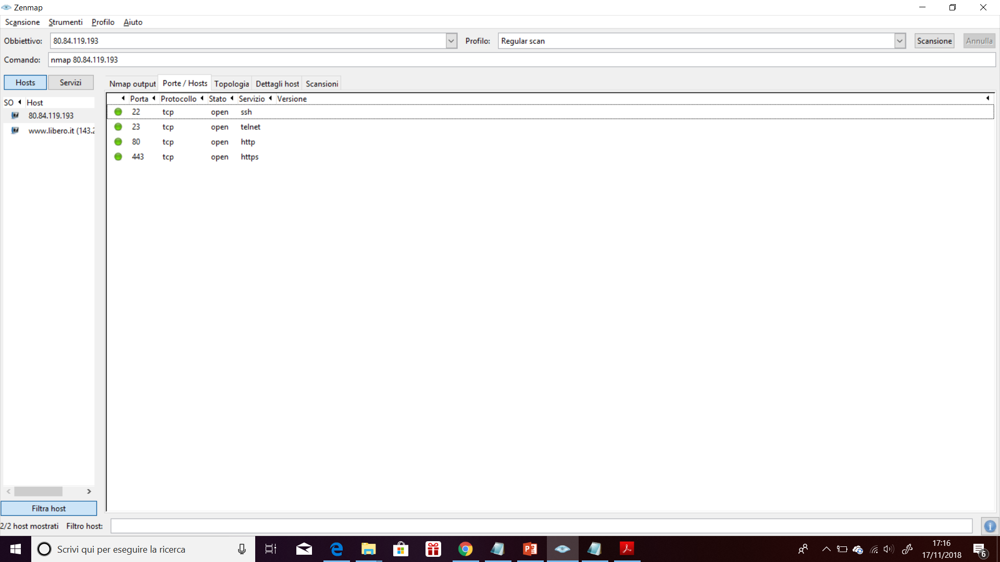 Zenmap
Scansione Strumenti Profilo Aiuto
Obbiettivo: 80.84.119.193 Profilo: Regular scan Scansione Annulla
Comando: nmap 80.84.119.193
Hosts Servizi
Nmap output Porte / Hosts Topologia Dettagli host Scansioni
SO Host
80.84.119.193
www.libero.it (143.2
Porta Protocollo Stato Servizio Versione
22 tcp open ssh
23 tcp open telnet
80 tcp open http
443 tcp open https
Filtra host
2/2 host mostrati Filtro host:
Scrivi qui per eseguire la ricerca
17:16
17/11/2018
6